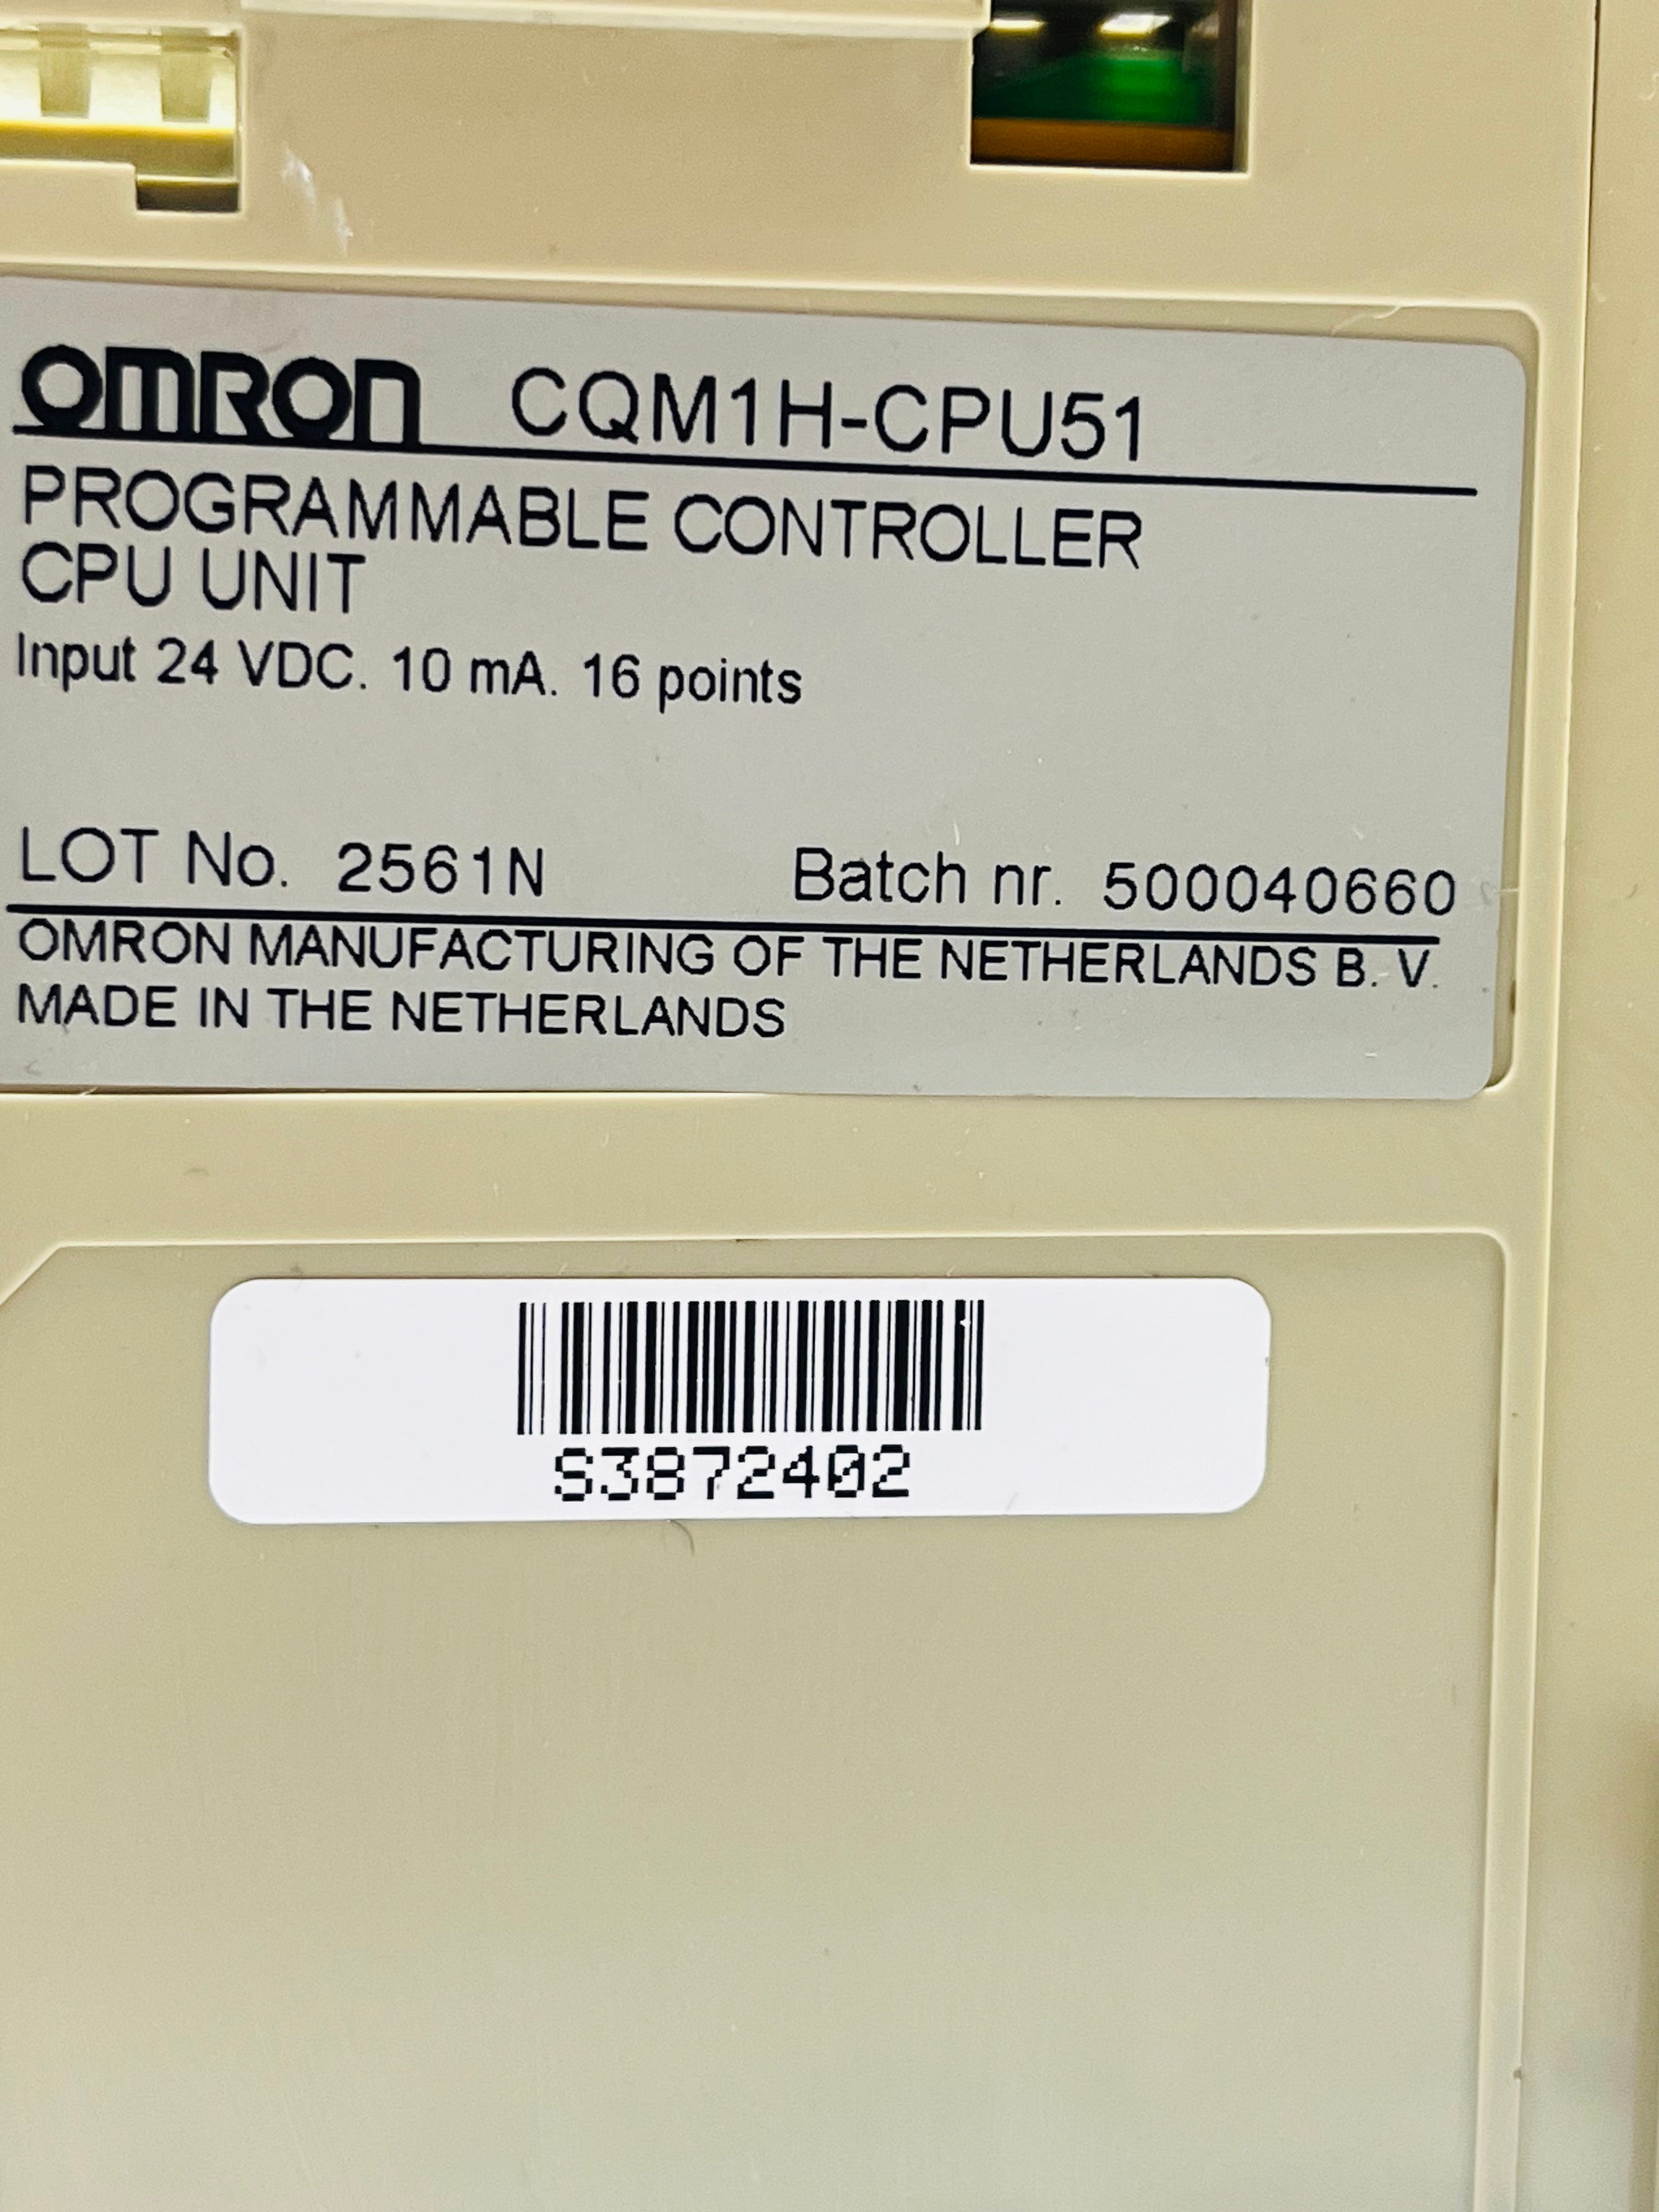 OMRON CQM1H-CPU51
PROGRAMMABLE CONTROLLER
CPU UNIT
Input 24 VDC. 10 mA. 16 points
LOT No. 2561N Batch nr. 500040660
OMRON MANUFACTURING OF THE NETHERLANDS B. V.
MADE IN THE NETHERLANDS
S3872402